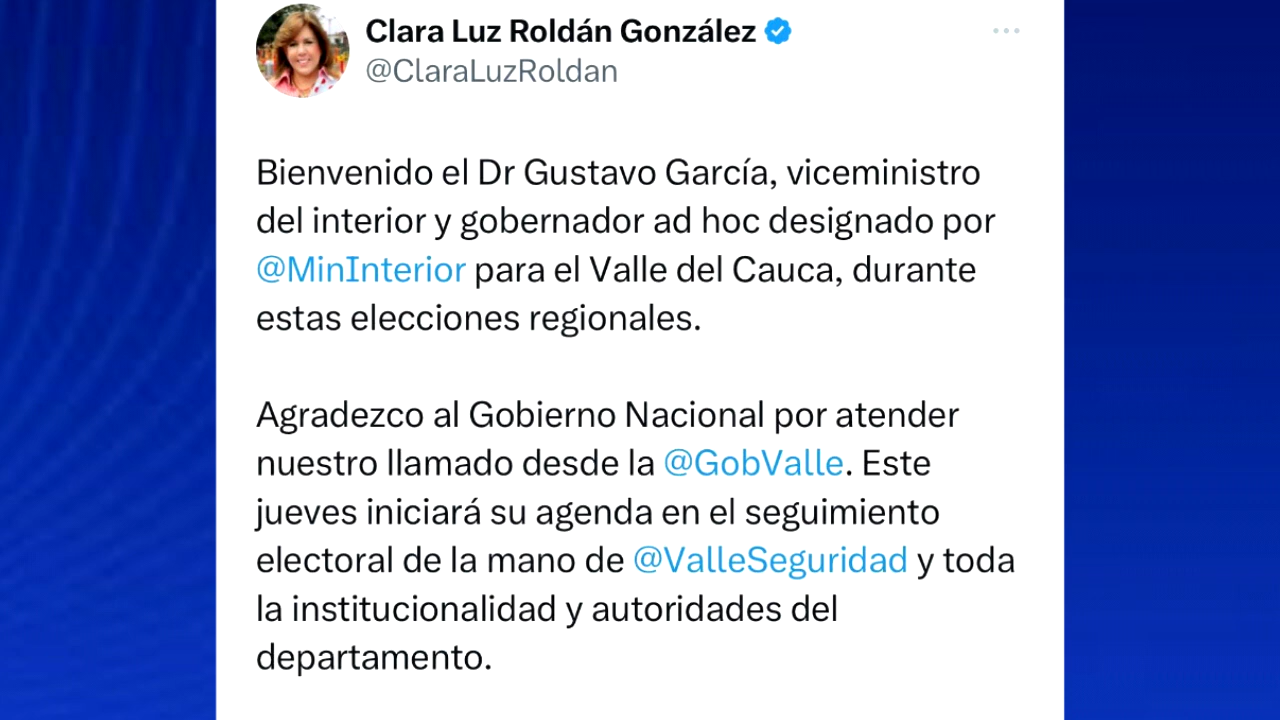 Clara Luz Roldán González
@ClaraLuzRoldan
Bienvenido el Dr Gustavo García, viceministro
del interior y gobernador ad hoc designado por
@MinInterior para el Valle del Cauca, durante
estas elecciones regionales.
Agradezco al Gobierno Nacional por atender
nuestro llamado desde la @GobValle. Este
jueves iniciará su agenda en el seguimiento
electoral de la mano de @ValleSeguridad y toda
la institucionalidad y autoridades del
departamento.